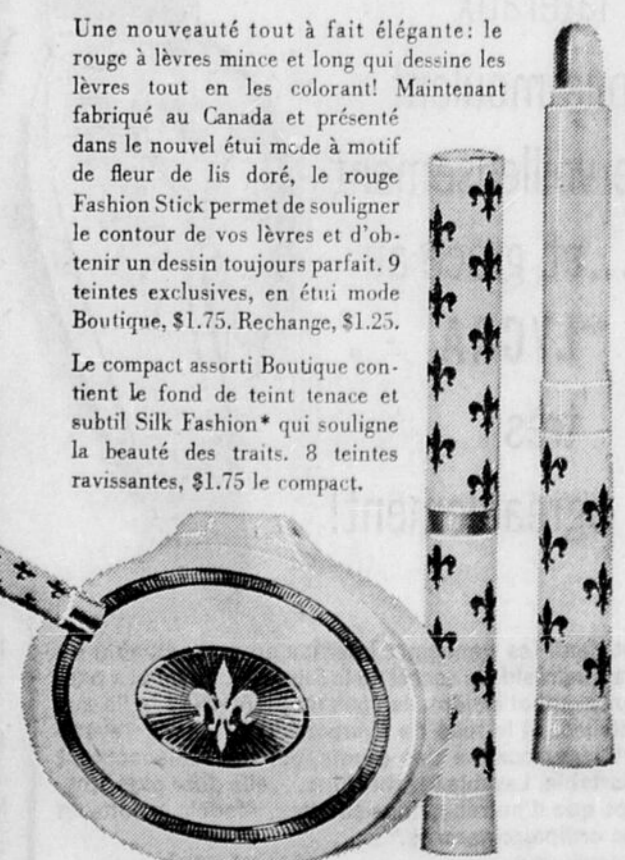 Une nouveauté tout à fait élégante: le
rouge à lèvres mince et long qui dessine les
lèvres tout en les colorant! Maintenant
fabriqué au Canada et présenté
dans le nouvel étui mode à motif
de fleur de lis doré, le rouge
Fashion Stick permet de souligner
le contour de vos lèvres et d'ob-
tenir un dessin toujours parfait. 9
teintes exclusives, en étui mode
Boutique, $1.75. Rechange, $1.25.
Le compact assorti Boutique con-
tient le fond de teint tenace et
subtil Silk Fashion* qui souligne
la beauté des traits. 8 teintes
ravissantes, $1.75 le compact.